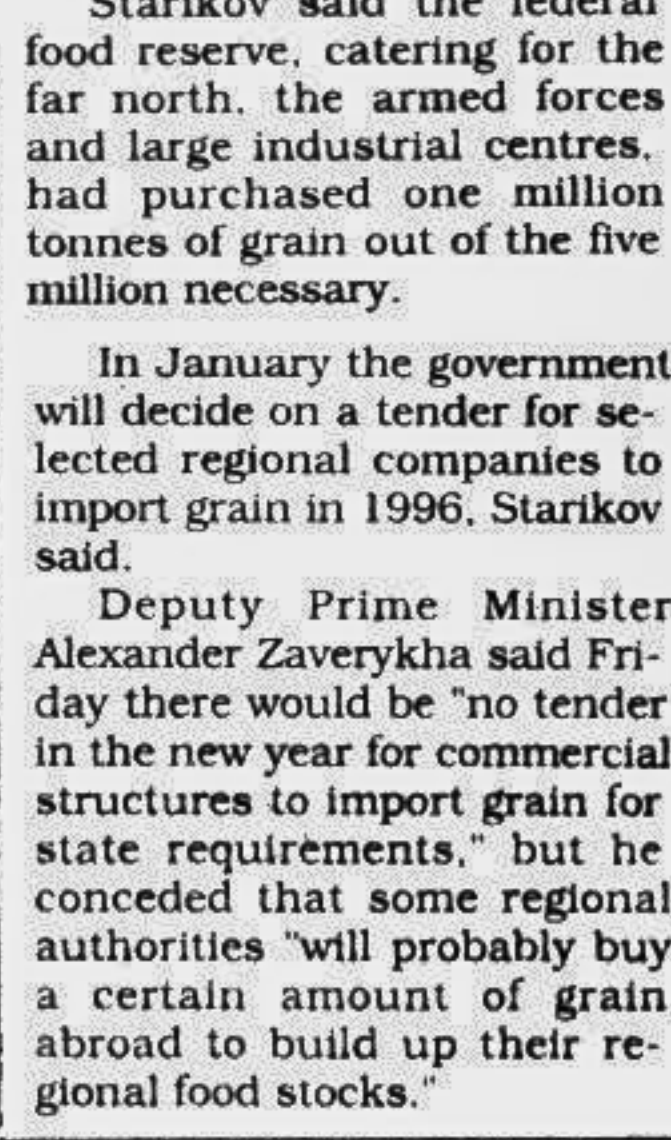 Starikov said the federal
food reserve, catering for the
far north, the armed forces
and large industrial centres,
had purchased one million
tonnes of grain out of the five
million necessary.
In January the government
will decide on a tender for se-
lected regional companies to
import grain in 1996, Starikov
said.
Deputy Prime Minister
Alexander Zaverykha said Fri-
day there would be "no tender
in the new year for commercial
structures to import grain for
state requirements," but he
conceded that some regional
authorities "will probably buy
a certain amount of grain
abroad to build up their re-
gional food stocks."